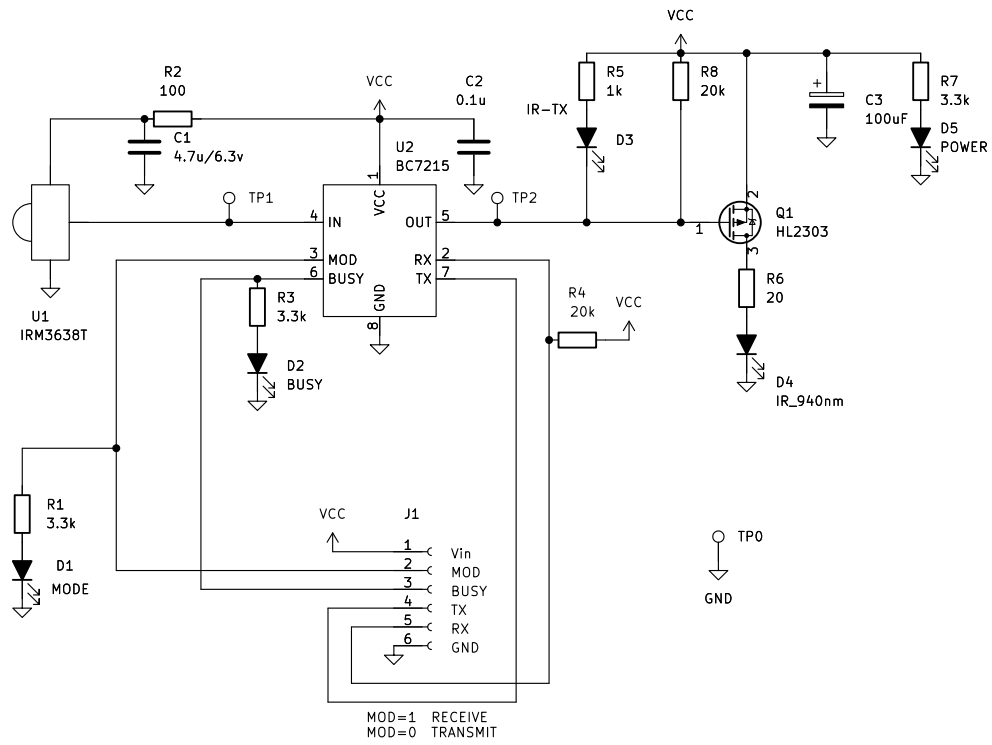 VCC
R2
100
VCC
C2
0.1u
R5
1k
R8
20k
+
C3
100uF
R7
3.3k
IR-TX
D3
D5
POWER
C1
4.7u/6.3v
U2
BC7215
1
VCC
TP1
TP2
4 IN
OUT 5
3 MOD
RX 2
6 BUSY
TX 7
GND
8
2
1
3
Q1
HL2303
U1
IRM3638T
R3
3.3k
D2
BUSY
R4
20k
VCC
R6
20
D4
IR_940nm
R1
3.3k
D1
MODE
VCC
J1
1 Vin
2 MOD
3 BUSY
4 TX
5 RX
6 GND
TP0
GND
MOD=1 RECEIVE
MOD=0 TRANSMIT